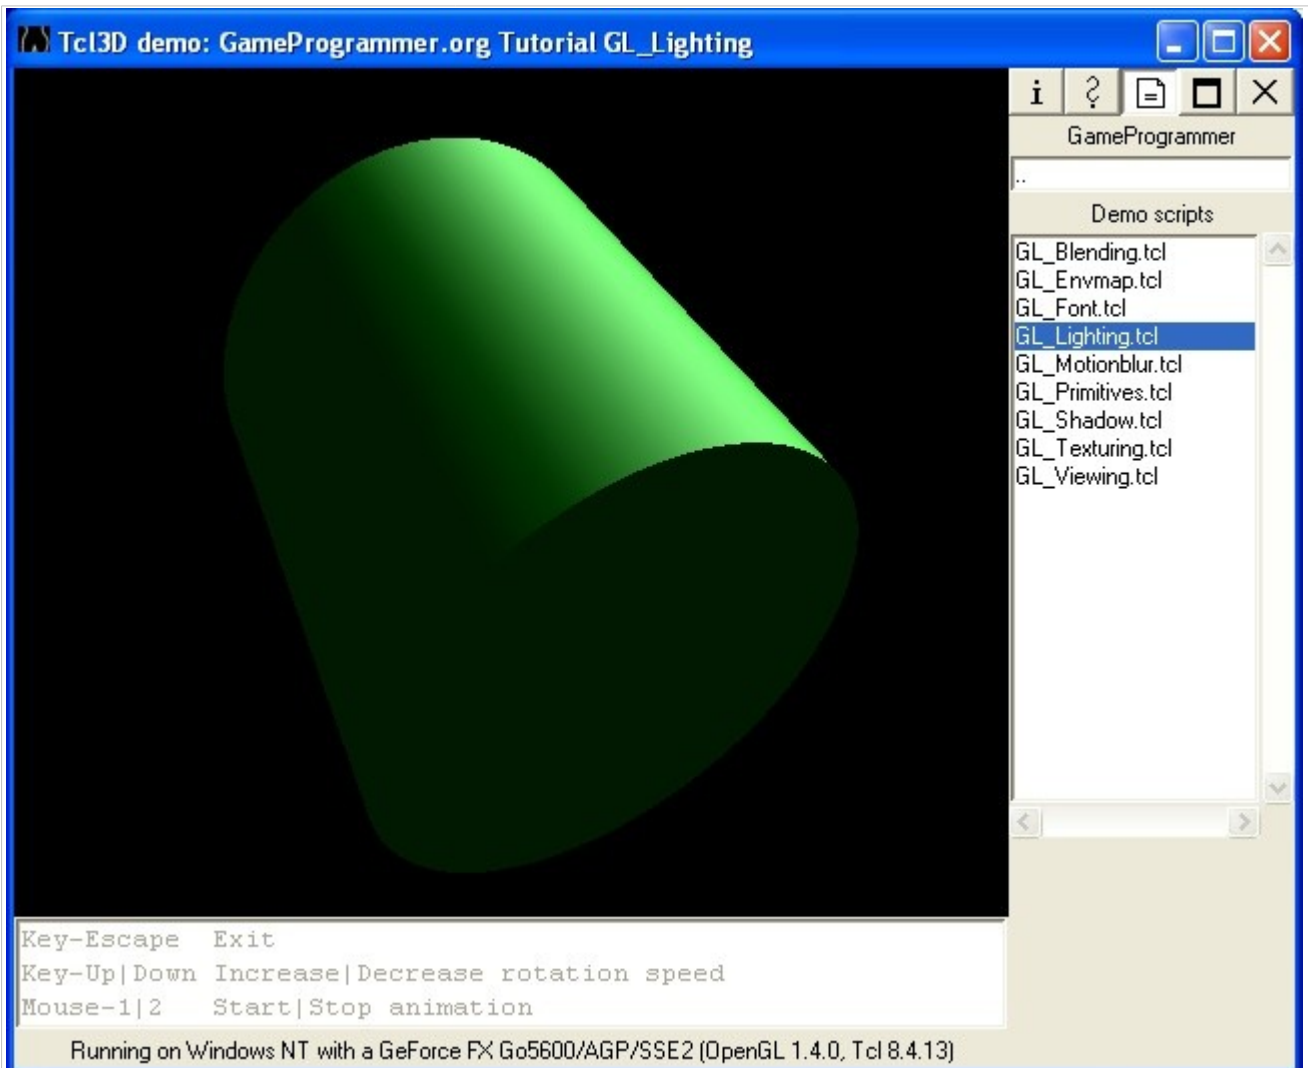 Tcl3D demo: GameProgrammer.org Tutorial GL_Lighting
GameProgrammer
..
Demo scripts
GL_Blending.tcl
GL_Envmap.tcl
GL_Font.tcl
GL_Lighting.tcl
GL_Motionblur.tcl
GL_Primitives.tcl
GL_Shadow.tcl
GL_Texturing.tcl
GL_Viewing.tcl
Key-Escape Exit
Key-Up|Down Increase|Decrease rotation speed
Mouse-1|2 Start|Stop animation
Running on Windows NT with a GeForce FX Go5600/AGP/SSE2 (OpenGL 1.4.0, Tcl 8.4.13)